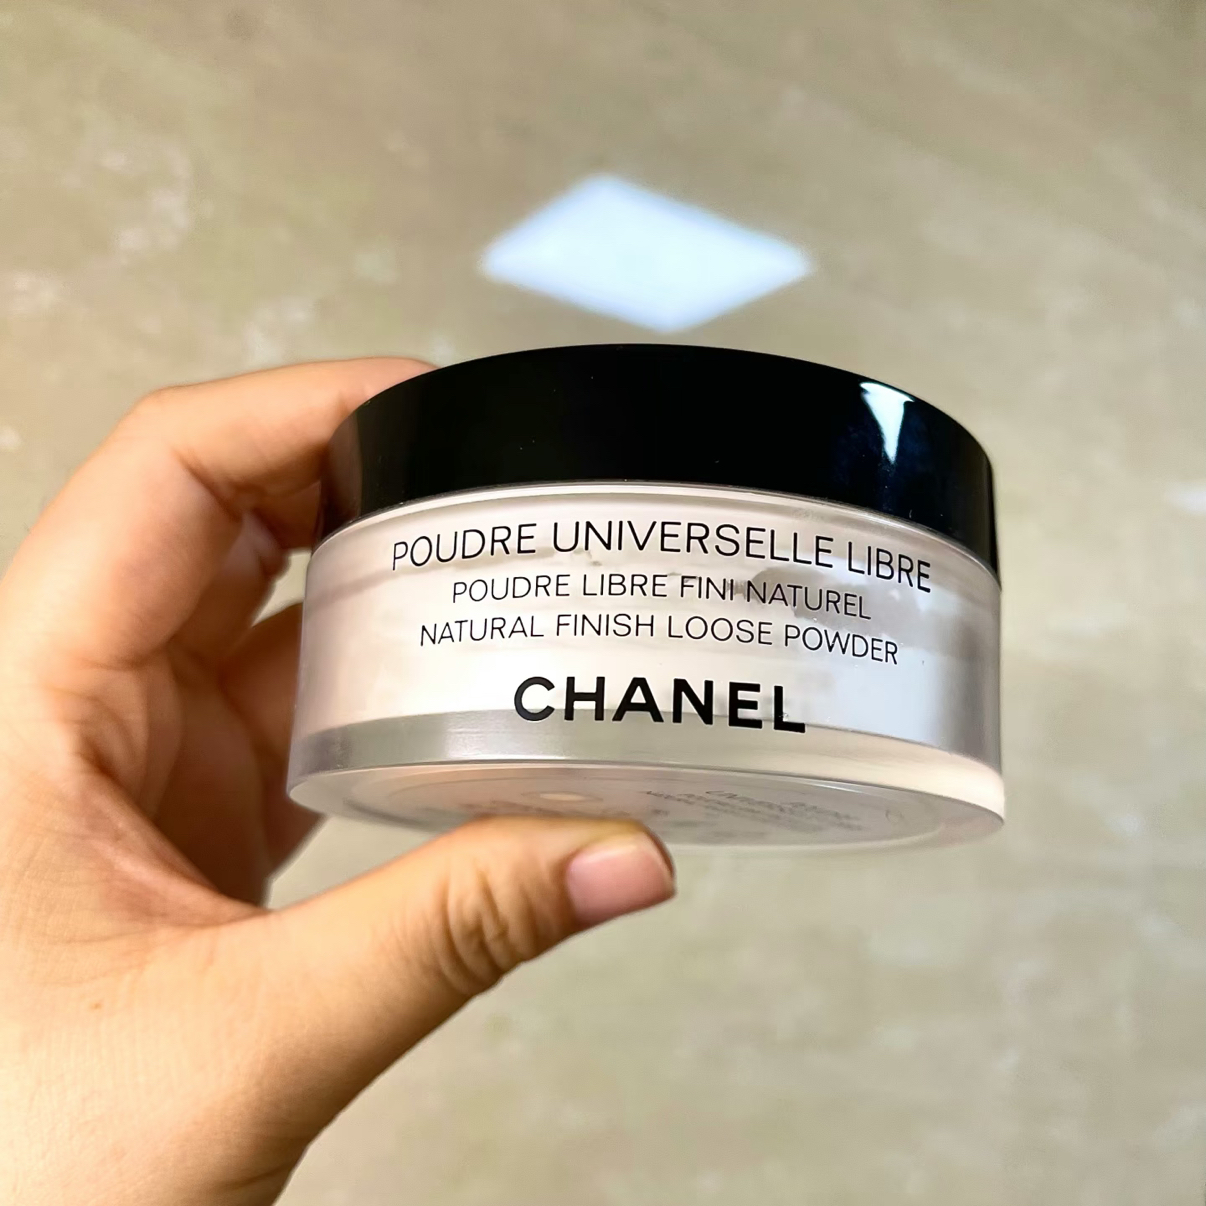 POUDRE UNIVERSELLE LIBRE
POUDRE LIBRE FINI NATUREL
NATURAL FINISH LOOSE POWDER
CHANEL